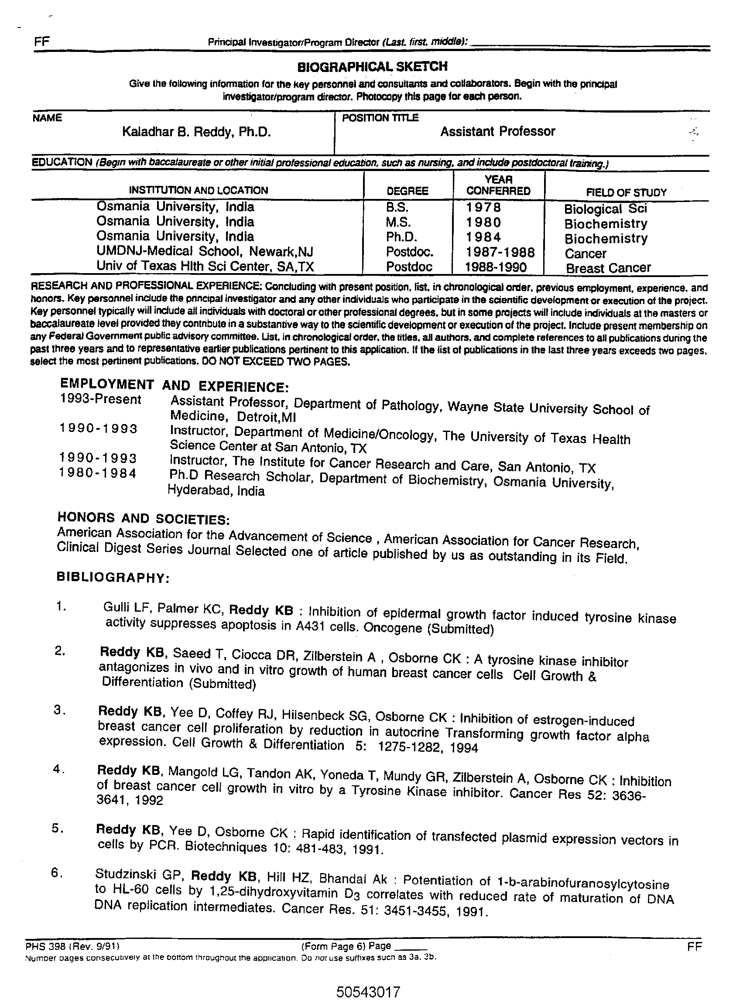 FF
Principal Investigator/Program Director (Last, first, middle):
BIOGRAPHICAL SKETCH
Give the following information for the key personnel and consultants and collaborators. Begin with the principal
investigator/program director. Photocopy this page for each person.
NAME
POSITION TITLE
Kaladhar B. Reddy, Ph.D.
Assistant Professor
EDUCATION (Begin with baccalaureate or other initial professional education, such as nursing, and include postdoctoral training.)
INSTITUTION AND LOCATION DEGREE YEAR CONFERRED FIELD OF STUDY
Osmania University, India B.S. 1978 Biological Sci
Osmania University, India M.S. 1980 Biochemistry
Osmania University, India Ph.D. 1984 Biochemistry
UMDNJ-Medical School, Newark,NJ Postdoc. 1987-1988 Cancer
Univ of Texas Hlth Sci Center, SA,TX Postdoc 1988-1990 Breast Cancer
RESEARCH AND PROFESSIONAL EXPERIENCE: Concluding with present position, list, in chronological order, previous employment, experience, and
honors. Key personnel include the principal investigator and any other individuals who participate in the scientific development or execution of the project.
Key personnel typically will include all individuals with doctoral or other professional degrees, but in some projects will include individuals at the masters or
baccalaureate level provided they contribute in a substantive way to the scientific development or execution of the project. Include present membership on
any Federal Government public advisory committee. List, in chronological order, the titles, all authors, and complete references to all publications during the
past three years and to representative earlier publications pertinent to this application. If the list of publications in the last three years exceeds two pages,
select the most pertinent publications. DO NOT EXCEED TWO PAGES.
EMPLOYMENT AND EXPERIENCE:
1993-Present Assistant Professor, Department of Pathology, Wayne State University School of
Medicine, Detroit,MI
1990-1993 Instructor, Department of Medicine/Oncology, The University of Texas Health
Science Center at San Antonio, TX
1990-1993 Instructor, The Institute for Cancer Research and Care, San Antonio, TX
1980-1984 Ph.D Research Scholar, Department of Biochemistry, Osmania University,
Hyderabad, India
HONORS AND SOCIETIES:
American Association for the Advancement of Science , American Association for Cancer Research,
Clinical Digest Series Journal Selected one of article published by us as outstanding in its Field.
BIBLIOGRAPHY:
1. Gulli LF, Palmer KC, Reddy KB : Inhibition of epidermal growth factor induced tyrosine kinase
activity suppresses apoptosis in A431 cells. Oncogene (Submitted)
2. Reddy KB, Saeed T, Ciocca DR, Zilberstein A , Osborne CK : A tyrosine kinase inhibitor
antagonizes in vivo and in vitro growth of human breast cancer cells Cell Growth &
Differentiation (Submitted)
3. Reddy KB, Yee D, Coffey RJ, Hilsenbeck SG, Osborne CK : Inhibition of estrogen-induced
breast cancer cell proliferation by reduction in autocrine Transforming growth factor alpha
expression. Cell Growth & Differentiation 5: 1275-1282, 1994
4. Reddy KB, Mangold LG, Tandon AK, Yoneda T, Mundy GR, Zilberstein A, Osborne CK : Inhibition
of breast cancer cell growth in vitro by a Tyrosine Kinase inhibitor. Cancer Res 52: 3636-
3641, 1992
5. Reddy KB, Yee D, Osborne CK : Rapid identification of transfected plasmid expression vectors in
cells by PCR. Biotechniques 10: 481-483, 1991.
6. Studzinski GP, Reddy KB, Hill HZ, Bhandal Ak : Potentiation of 1-b-arabinofuranosylcytosine
to HL-60 cells by 1,25-dihydroxyvitamin D3 correlates with reduced rate of maturation of DNA
DNA replication intermediates. Cancer Res. 51: 3451-3455, 1991.
PHS 398 (Rev. 9/91) (Form Page 6) Page FF
Number pages consecutively at the bottom throughout the application. Do not use suffixes such as 3a, 3b.
50543017